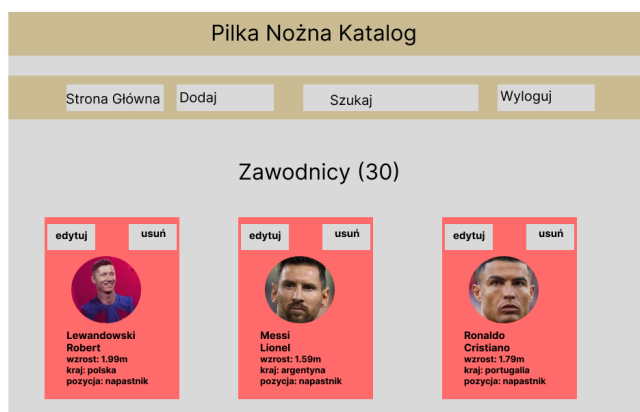 Pilka Nożna Katalog
Strona Główna
Dodaj
Szukaj
Wyloguj
Zawodnicy (30)
edytuj
usuń
Lewandowski
Robert
wzrost: 1.99m
kraj: polska
pozycja: napastnik
edytuj
usuń
Messi
Lionel
wzrost: 1.59m
kraj: argentyna
pozycja: napastnik
edytuj
usuń
Ronaldo
Cristiano
wzrost: 1.79m
kraj: portugalia
pozycja: napastnik